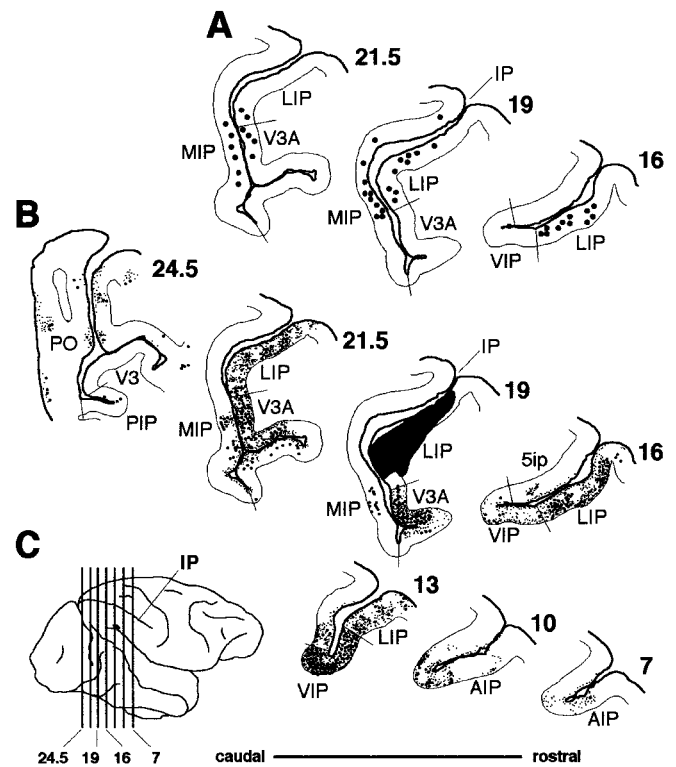 A
21.5
LIP
V3A
MIP
IP
19
LIP
MIP
V3A
16
VIP
LIP
B
24.5
PO
V3
PIP
21.5
LIP
V3A
MIP
IP
19
LIP
MIP
V3A
16
5ip
VIP
LIP
C
IP
24.5 19 16 7
13
LIP
VIP
10
AIP
7
AIP
caudal rostral